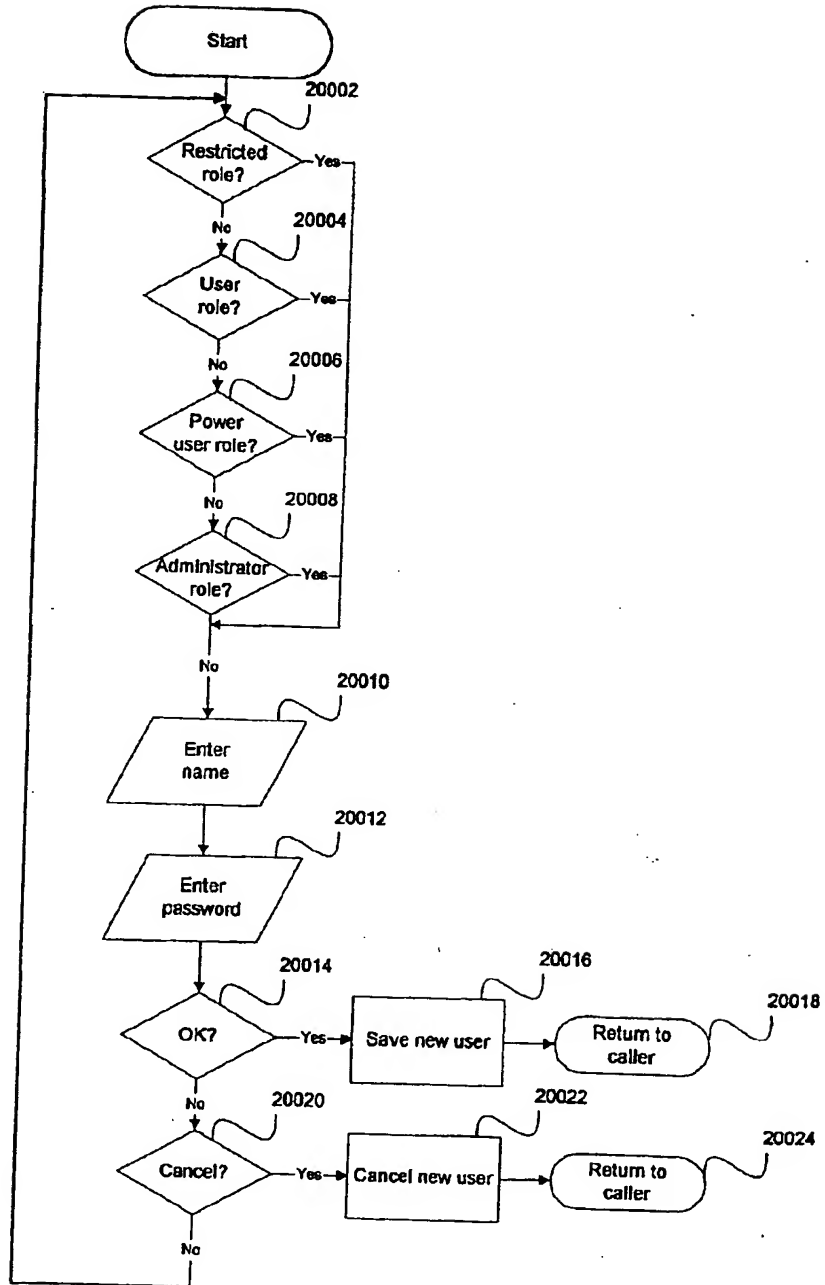 Start
20002
Restricted
role?
Yes
No
20004
User
role?
Yes
No
20006
Power
user role?
Yes
No
20008
Administrator
role?
Yes
No
20010
Enter
name
20012
Enter
password
20014
OK?
Yes
20016
Save new user
20018
Return to
caller
No
20020
Cancel?
Yes
20022
Cancel new user
20024
Return to
caller
No